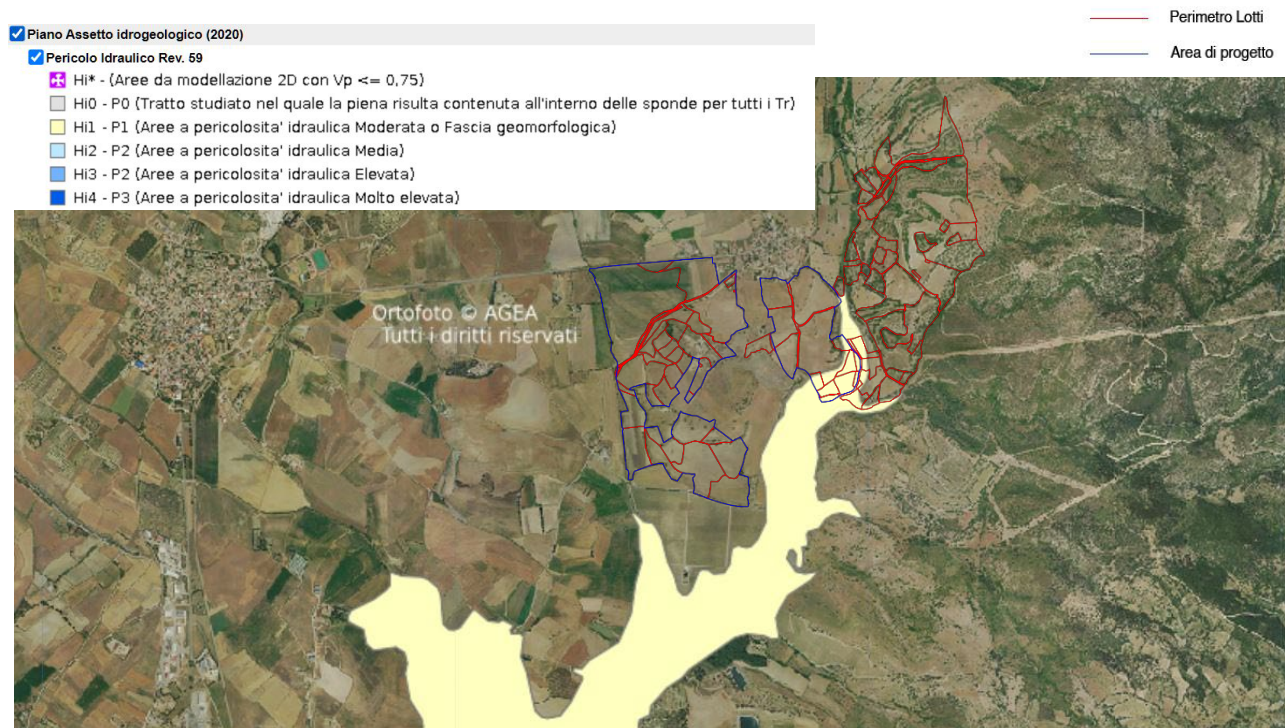 Piano Assetto idrogeologico (2020)
Pericolo Idraulico Rev. 59
Hi* - (Aree da modellazione 2D con Vp <= 0,75)
Hi0 - P0 (Tratto studiato nel quale la piena risulta contenuta all'interno delle sponde per tutti i Tr)
Hi1 - P1 (Aree a pericolosita' idraulica Moderata o Fascia geomorfologica)
Hi2 - P2 (Aree a pericolosita' idraulica Media)
Hi3 - P2 (Aree a pericolosita' idraulica Elevata)
Hi4 - P3 (Aree a pericolosita' idraulica Molto elevata)
Perimetro Lotti
Area di progetto
Ortofoto © AGEA
Tutti i diritti riservati